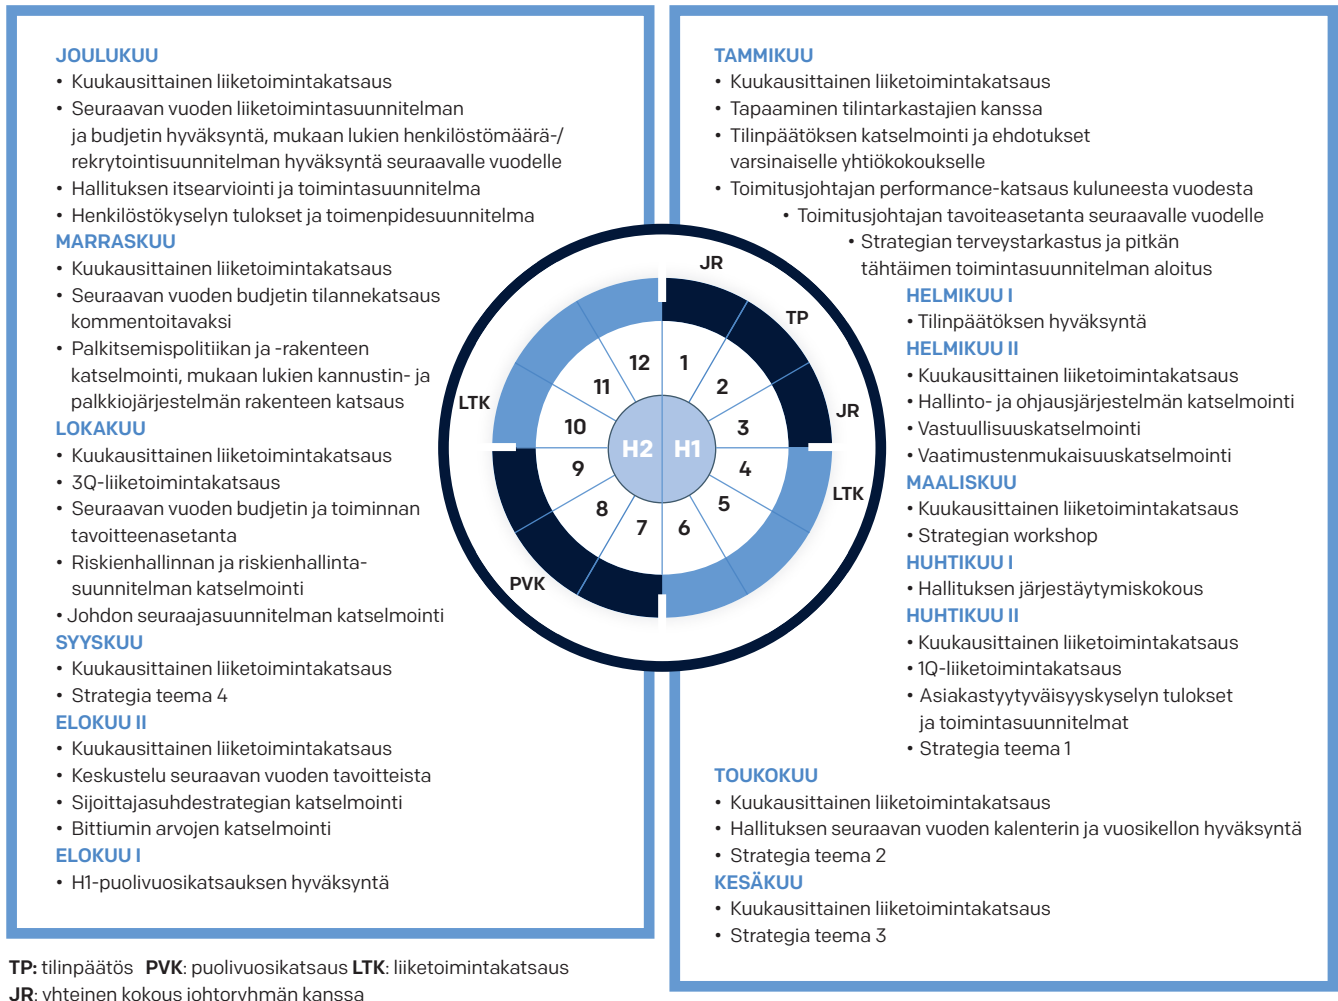 JOULUKUU
• Kuukausittainen liiketoimintakatsaus
• Seuraavan vuoden liiketoimintasuunnitelman
ja budjetin hyväksyntä, mukaan lukien henkilöstömäärä-/
rekrytointisuunnitelman hyväksyntä seuraavalle vuodelle
• Hallituksen itsearviointi ja toimintasuunnitelma
• Henkilöstökyselyn tulokset ja toimenpidesuunnitelma
MARRASKUU
• Kuukausittainen liiketoimintakatsaus
• Seuraavan vuoden budjetin tilannekatsaus
kommentoitavaksi
• Palkitsemispolitiikan ja -rakenteen
katselmointi, mukaan lukien kannustin- ja
palkkiojärjestelmän rakenteen katsaus
LOKAKUU
• Kuukausittainen liiketoimintakatsaus
• 3Q-liiketoimintakatsaus
• Seuraavan vuoden budjetin ja toiminnan
tavoitteenasetanta
• Riskienhallinnan ja riskienhallinta-
suunnitelman katselmointi
• Johdon seuraajasuunnitelman katselmointi
SYYSKUU
• Kuukausittainen liiketoimintakatsaus
• Strategia teema 4
ELOKUU II
• Kuukausittainen liiketoimintakatsaus
• Keskustelu seuraavan vuoden tavoitteista
• Sijoittajasuhdestrategian katselmointi
• Bittiumin arvojen katselmointi
ELOKUU I
• H1-puolivuosikatsauksen hyväksyntä
TAMMIKUU
• Kuukausittainen liiketoimintakatsaus
• Tapaaminen tilintarkastajien kanssa
• Tilinpäätöksen katselmointi ja ehdotukset
varsinaiselle yhtiökokoukselle
• Toimitusjohtajan performance-katsaus kuluneesta vuodesta
• Toimitusjohtajan tavoiteasetanta seuraavalle vuodelle
• Strategian terveystarkastus ja pitkän
tähtäimen toimintasuunnitelman aloitus
HELMIKUU I
• Tilinpäätöksen hyväksyntä
HELMIKUU II
• Kuukausittainen liiketoimintakatsaus
• Hallinto- ja ohjausjärjestelmän katselmointi
• Vastuullisuuskatselmointi
• Vaatimustenmukaisuuskatselmointi
MAALISKUU
• Kuukausittainen liiketoimintakatsaus
• Strategian workshop
HUHTIKUU I
• Hallituksen järjestäytymiskokous
HUHTIKUU II
• Kuukausittainen liiketoimintakatsaus
• 1Q-liiketoimintakatsaus
• Asiakastyytyväisyyskyselyn tulokset
ja toimintasuunnitelmat
• Strategia teema 1
TOUKOKUU
• Kuukausittainen liiketoimintakatsaus
• Hallituksen seuraavan vuoden kalenterin ja vuosikellon hyväksyntä
• Strategia teema 2
KESÄKUU
• Kuukausittainen liiketoimintakatsaus
• Strategia teema 3
JR
TP
JR
LTK
PVK
LTK
1
2
3
4
5
6
7
8
9
10
11
12
H2 H1
TP: tilinpäätös PVK: puolivuosikatsaus LTK: liiketoimintakatsaus
JR: yhteinen kokous johtoryhmän kanssa